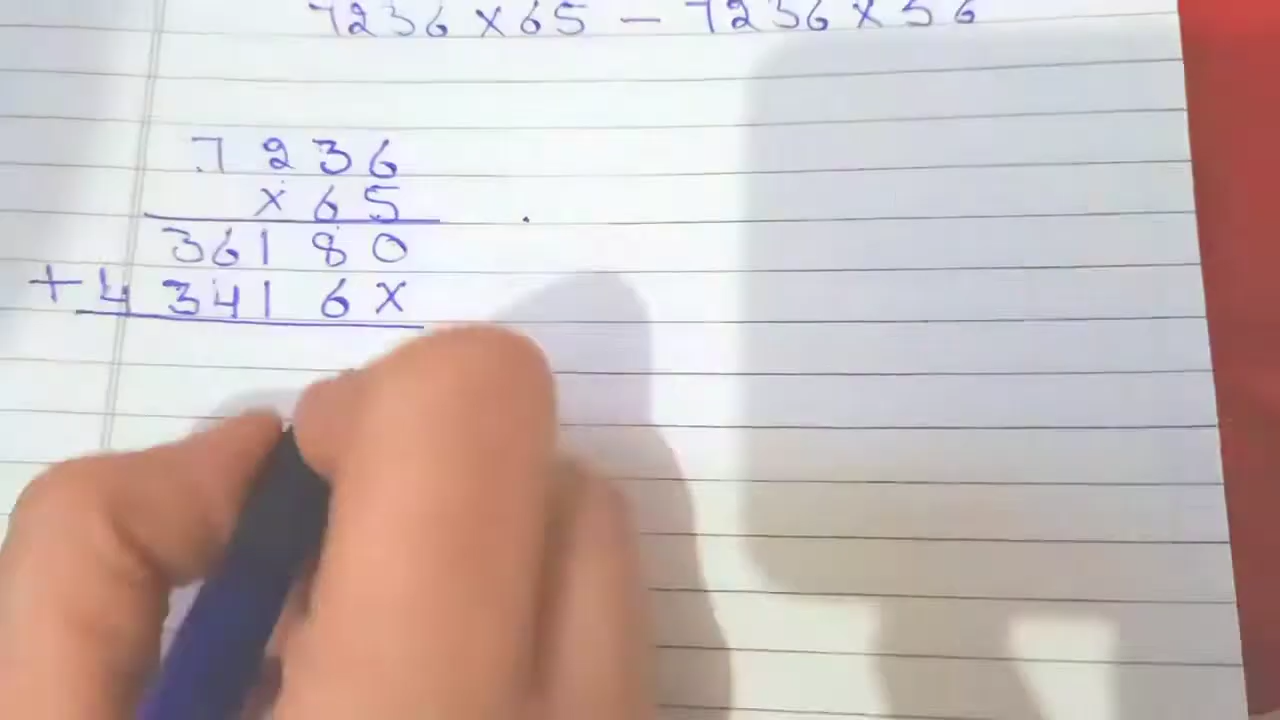 7236 × 65 – 7236 × 56
7236
× 65
36180
+ 43416×